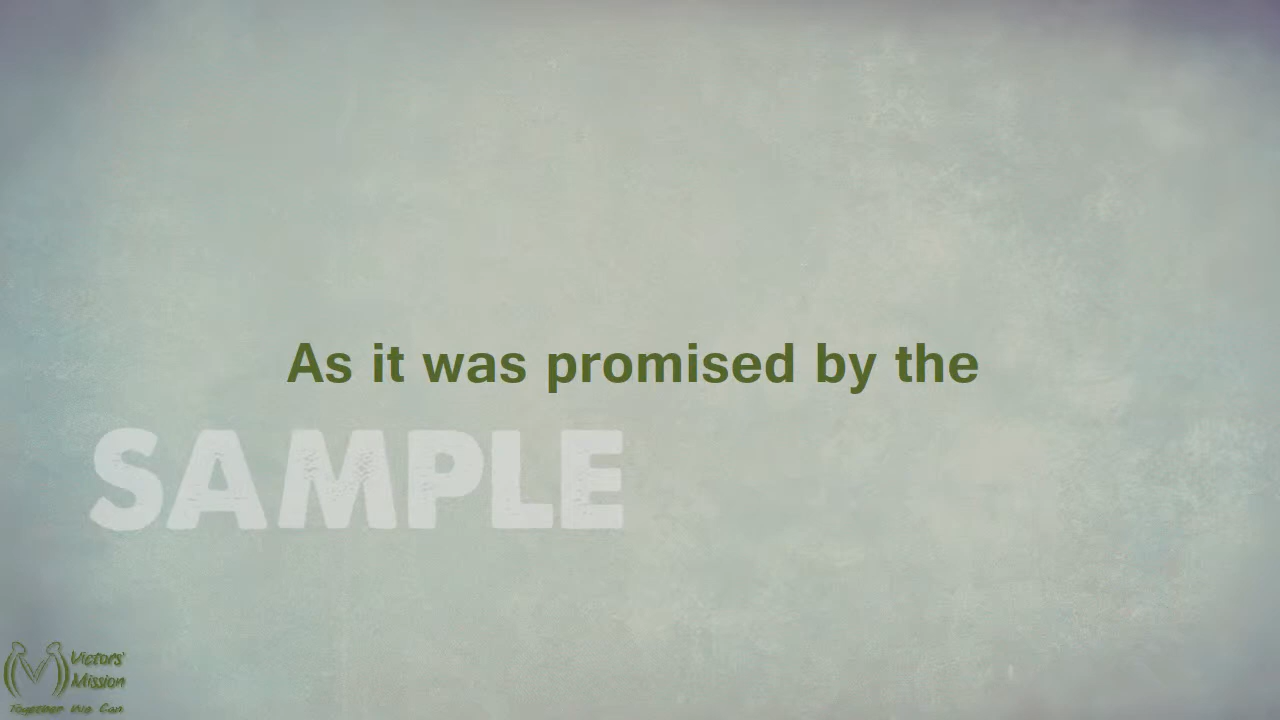 As it was promised by the
SAMPLE
Victors'
Mission
Together We Can